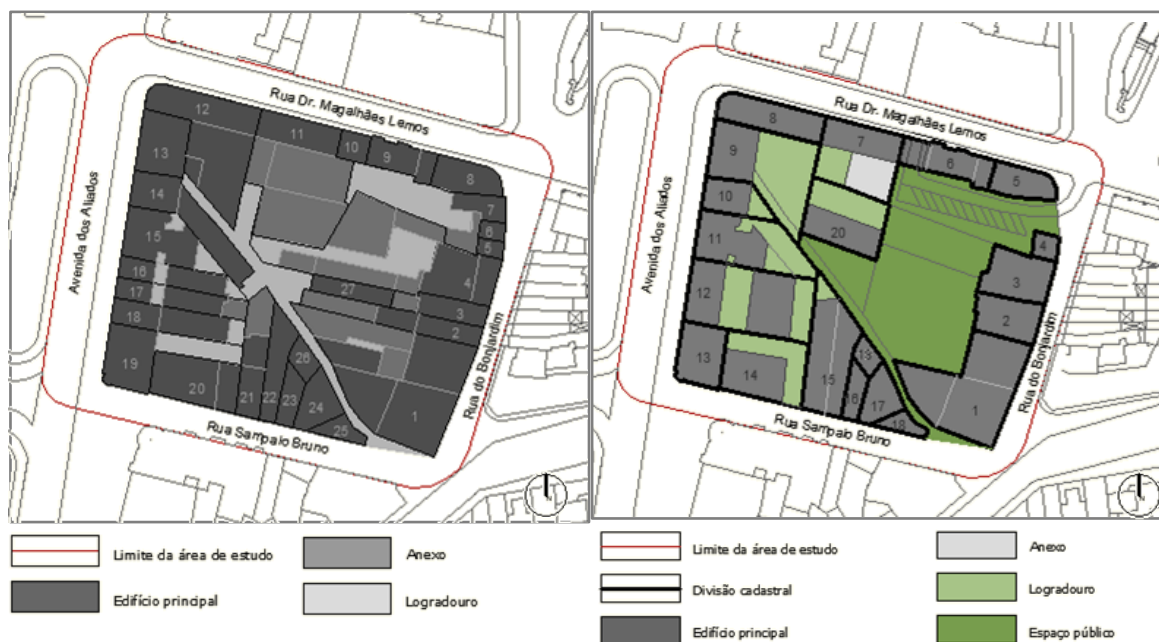 Rua Dr. Magalhães Lemos
12
11
10
9
8
13
7
14
6
5
15
Avenida dos Aliados
4
16
27
17
3
18
2
26
19
20
21
22
23
24
1
25
Rua do Bonjardim
Rua Sampaio Bruno
N
Limite da área de estudo
Anexo
Edifício principal
Logradouro
Rua Dr. Magalhães Lemos
8
7
6
9
5
10
20
4
11
3
Avenida dos Aliados
12
2
19
13
14
15
16
17
1
18
Rua do Bonjardim
Rua Sampaio Bruno
N
Limite da área de estudo
Anexo
Divisão cadastral
Logradouro
Edifício principal
Espaço público